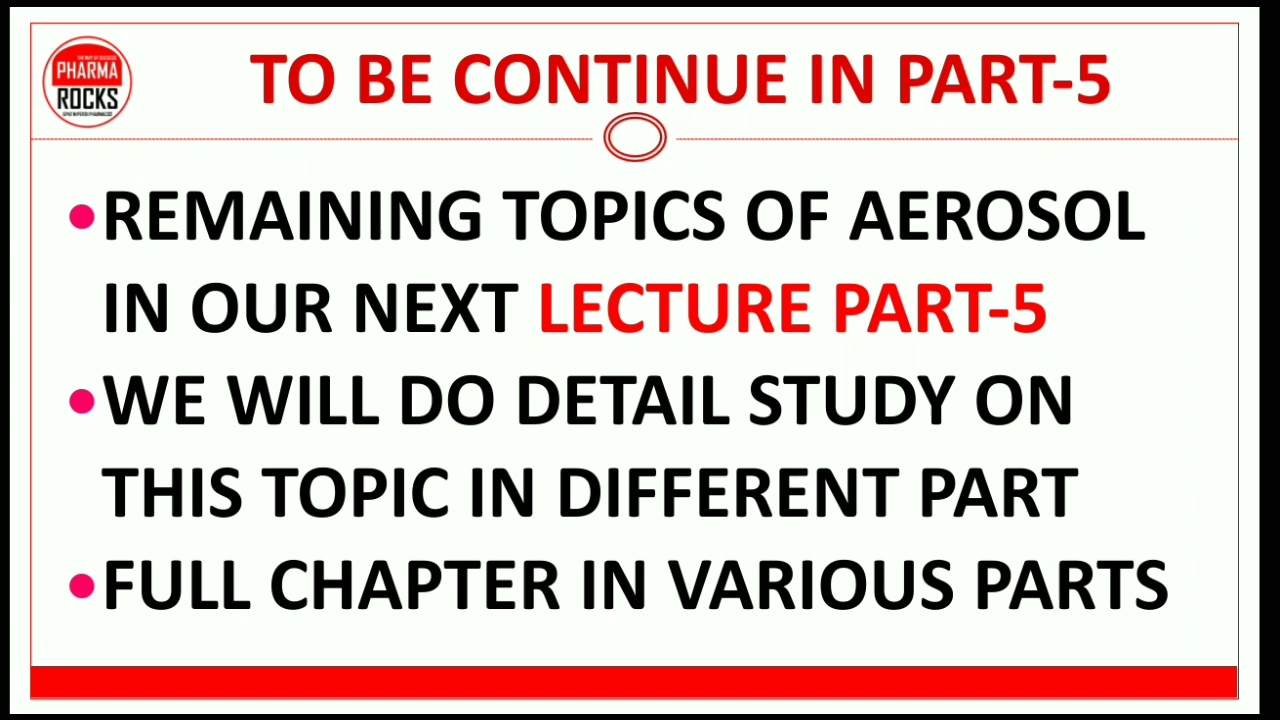 PHARMA
ROCKS
TO BE CONTINUE IN PART-5
•REMAINING TOPICS OF AEROSOL
IN OUR NEXT LECTURE PART-5
•WE WILL DO DETAIL STUDY ON
THIS TOPIC IN DIFFERENT PART
•FULL CHAPTER IN VARIOUS PARTS